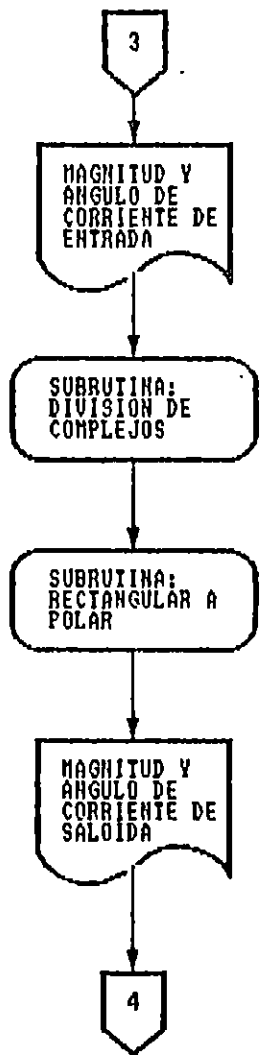 3
MAGNITUD Y
ANGULO DE
CORRIENTE DE
ENTRADA
SUBRUTINA:
DIVISION DE
COMPLEJOS
SUBRUTINA:
RECTANGULAR A
POLAR
MAGNITUD Y
ANGULO DE
CORRIENTE DE
SALOIDA
4